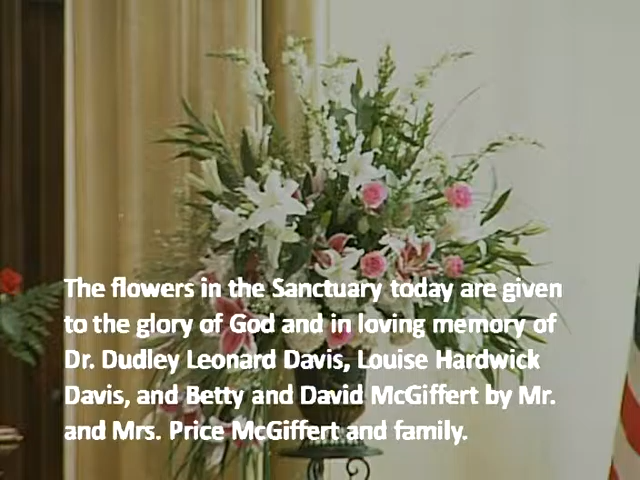 The flowers in the Sanctuary today are given
to the glory of God and in loving memory of
Dr. Dudley Leonard Davis, Louise Hardwick
Davis, and Betty and David McGiffert by Mr.
and Mrs. Price McGiffert and family.